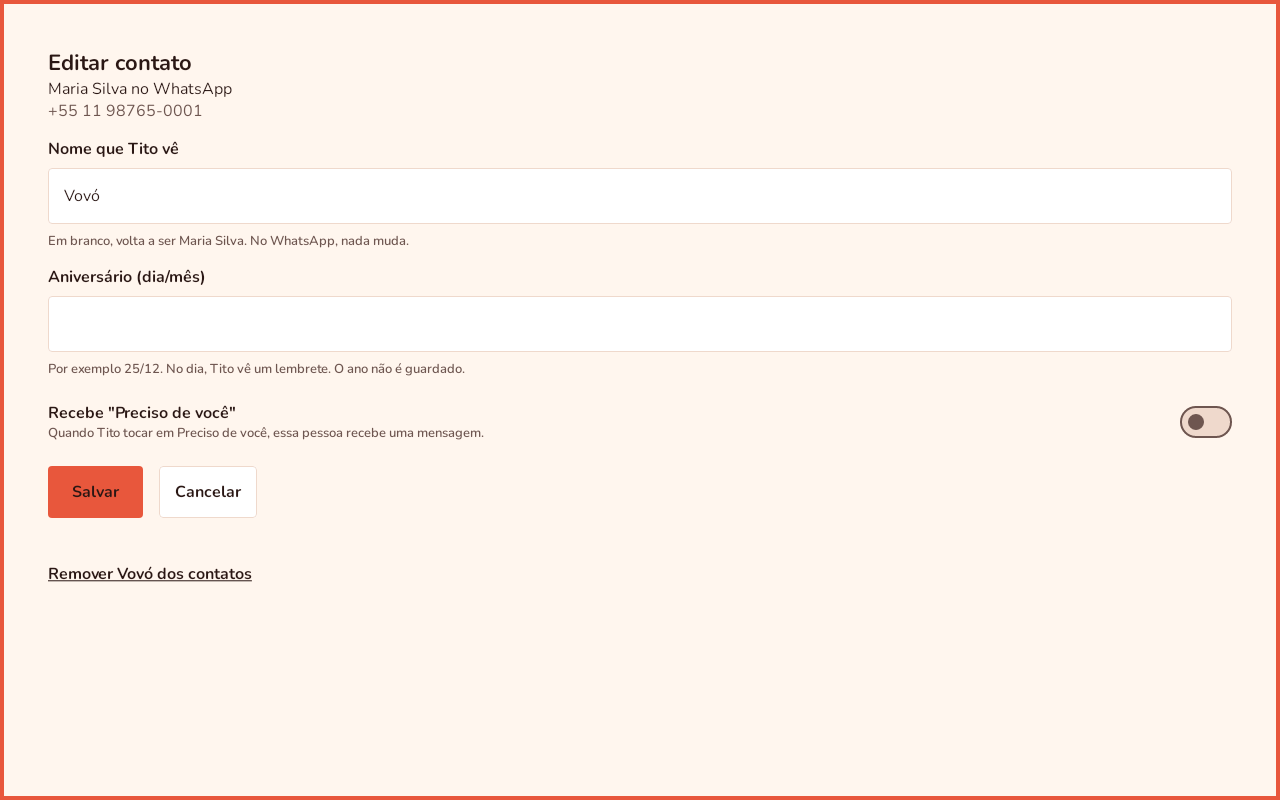 Editar contato
Maria Silva no WhatsApp
+55 11 98765-0001
Nome que Tito vê
Vovó
Em branco, volta a ser Maria Silva. No WhatsApp, nada muda.
Aniversário (dia/mês)
Por exemplo 25/12. No dia, Tito vê um lembrete. O ano não é guardado.
Recebe "Preciso de você"
Quando Tito tocar em Preciso de você, essa pessoa recebe uma mensagem.
Salvar
Cancelar
Remover Vovó dos contatos